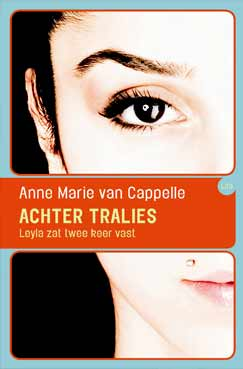 Anne Marie van Cappelle
ACHTER TRALIES
Leyla zat twee keer vast